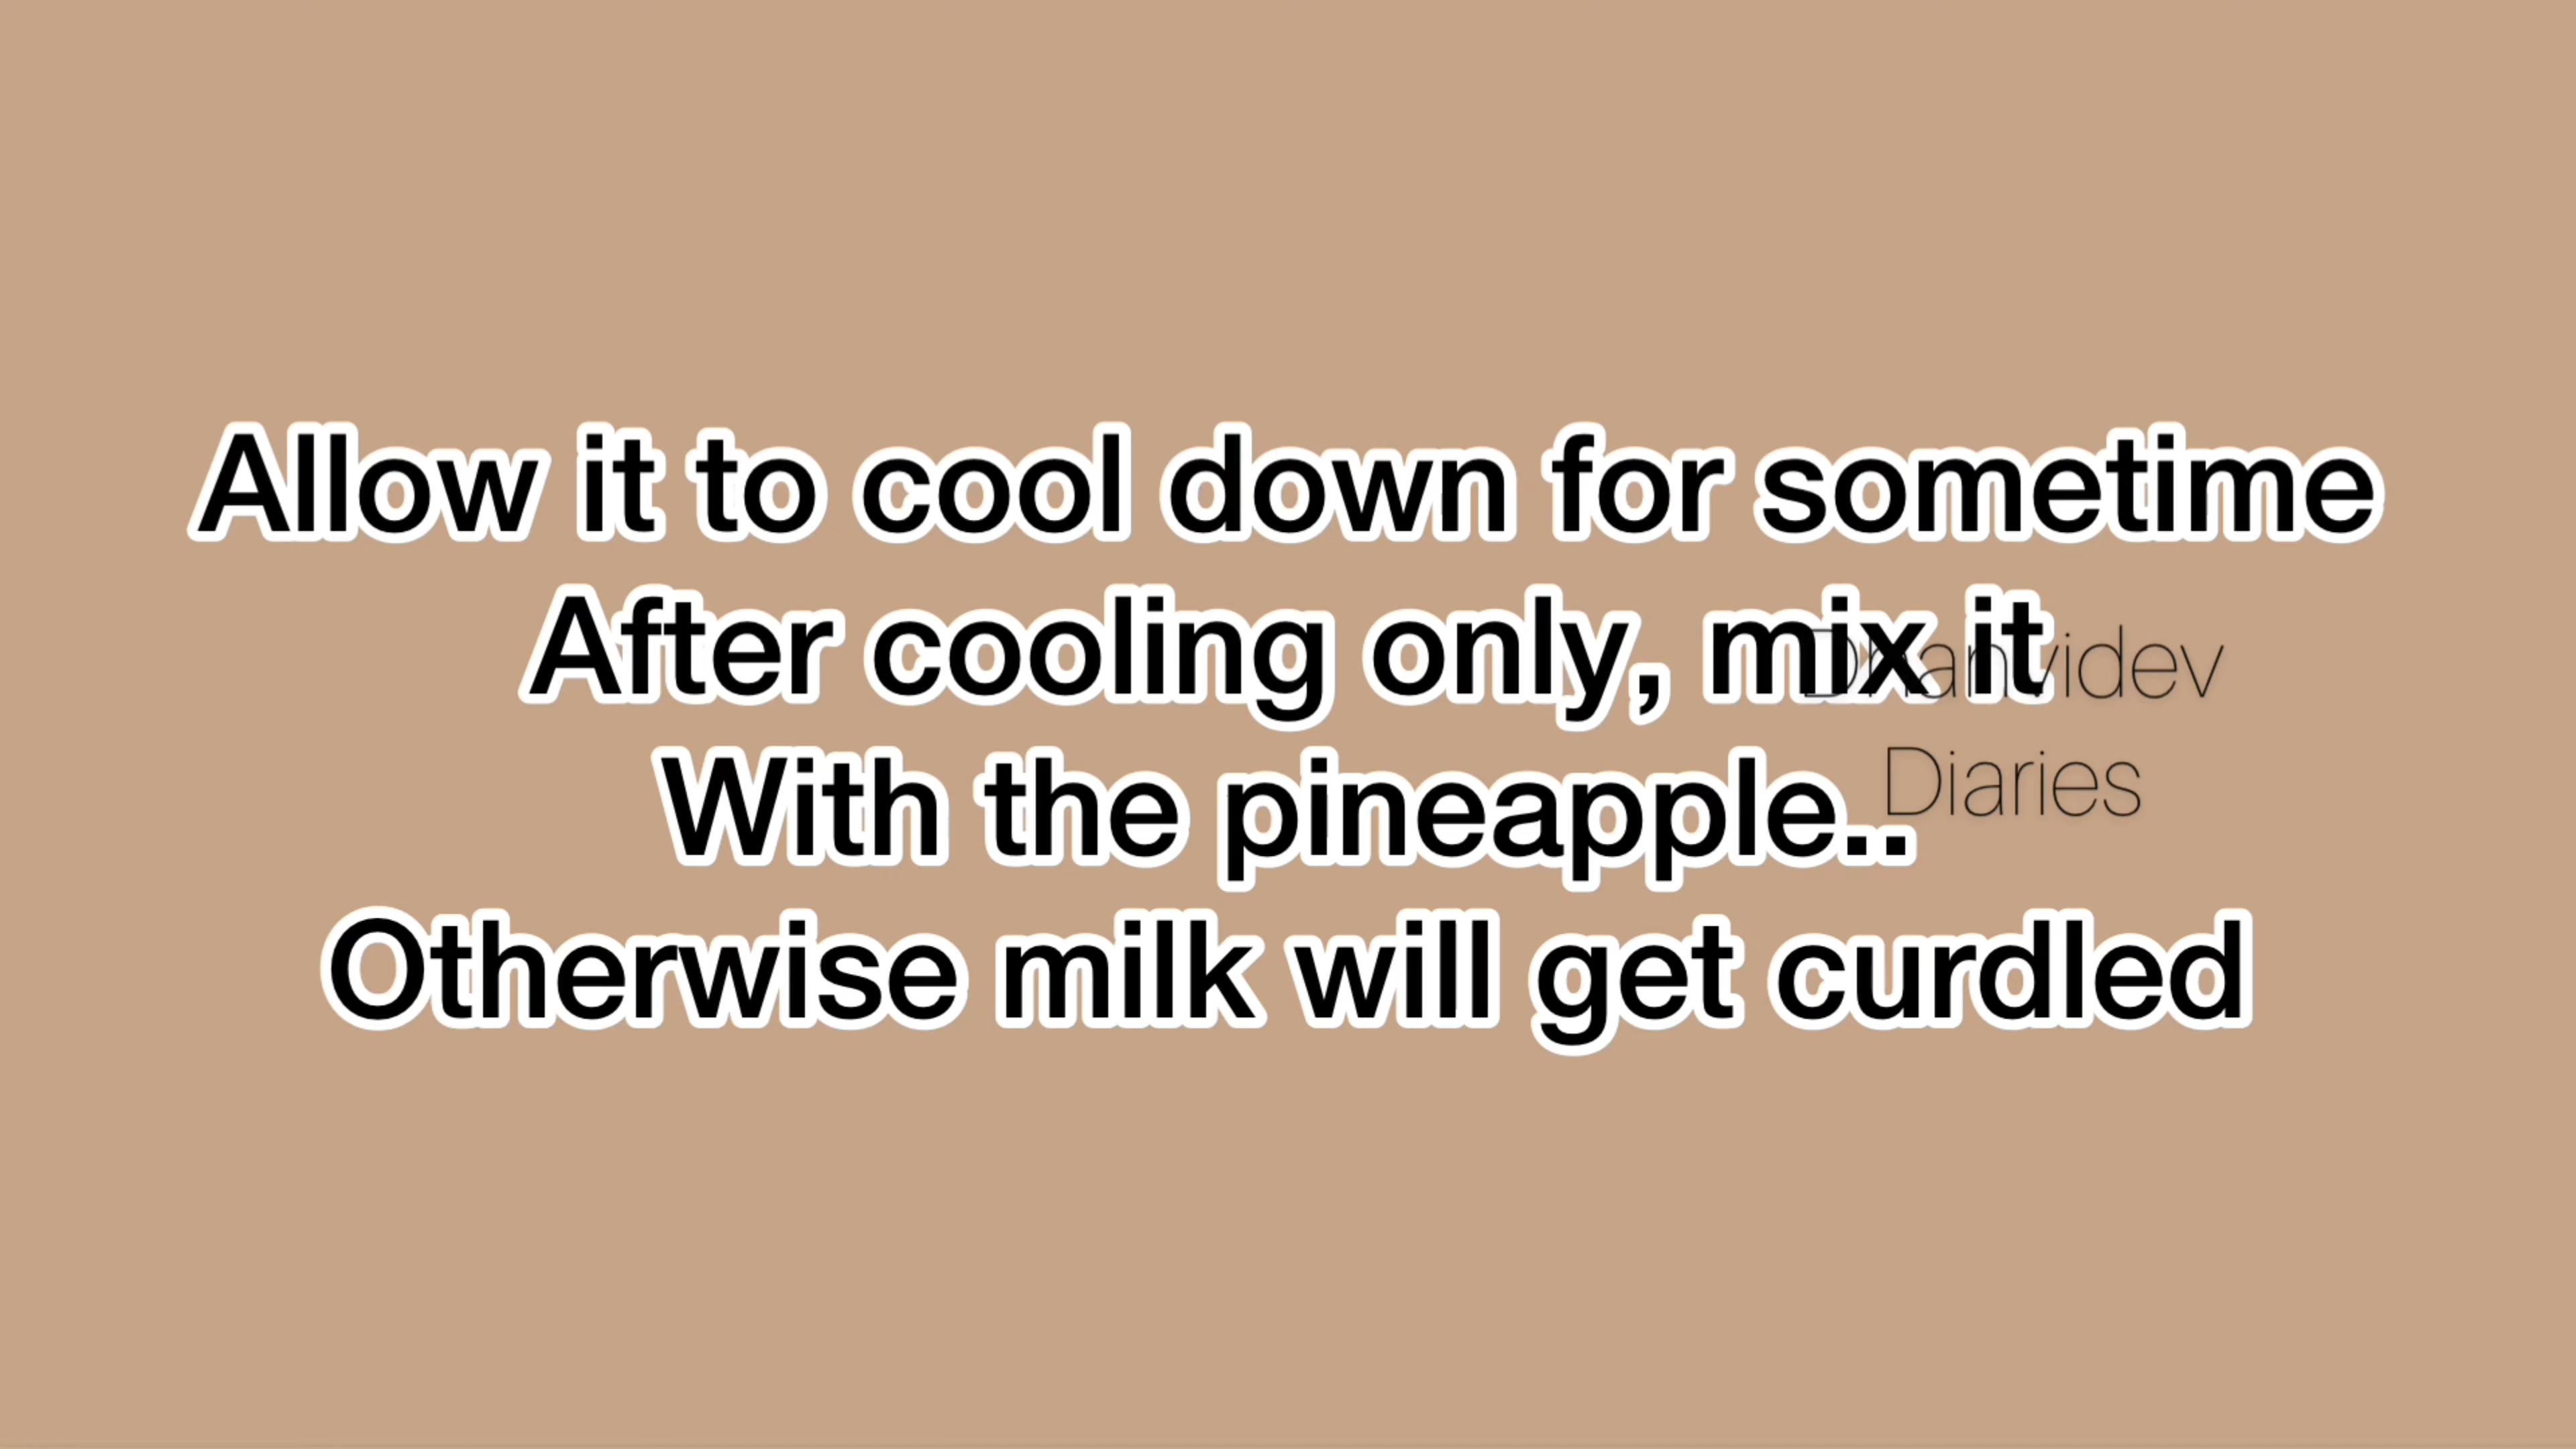 Allow it to cool down for sometime
After cooling only, mix it
With the pineapple..
Otherwise milk will get curdled
Dhanvidev
Diaries